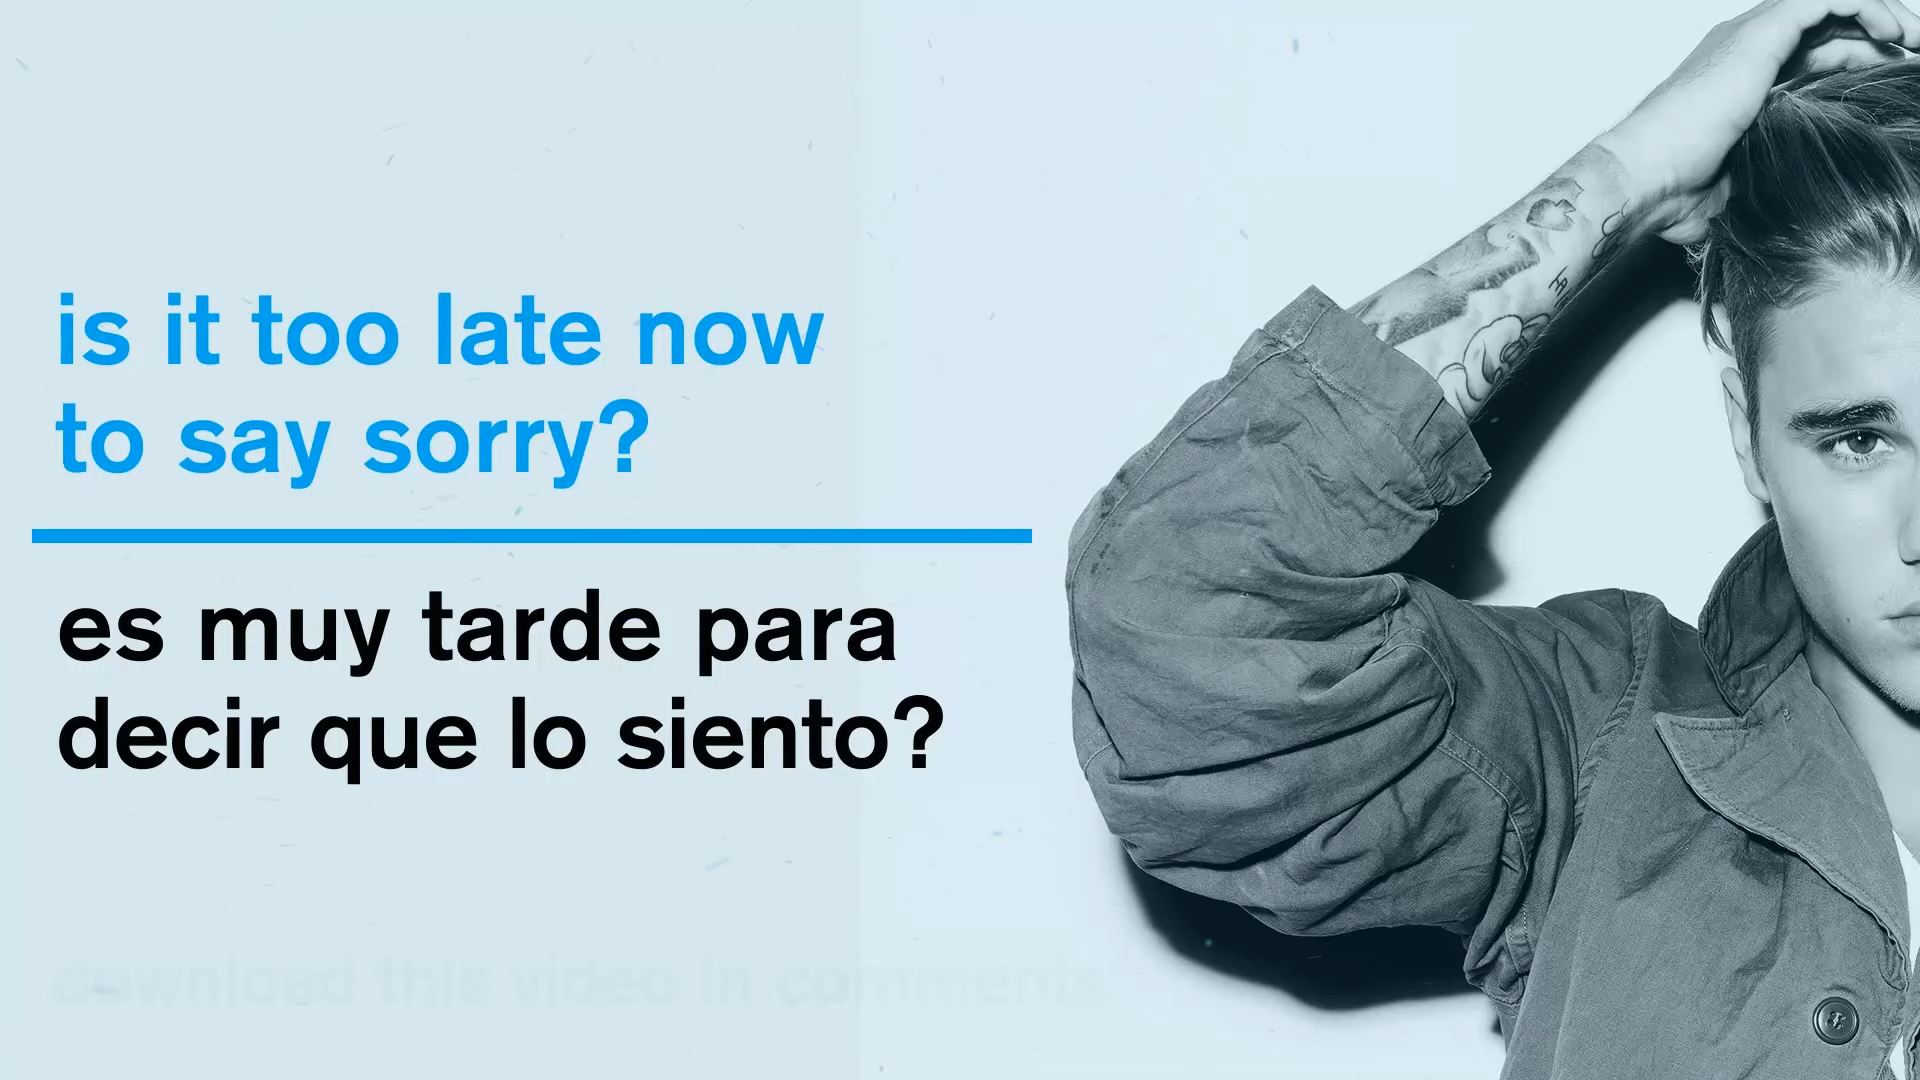 is it too late now
to say sorry?
es muy tarde para
decir que lo siento?
download this video in comments